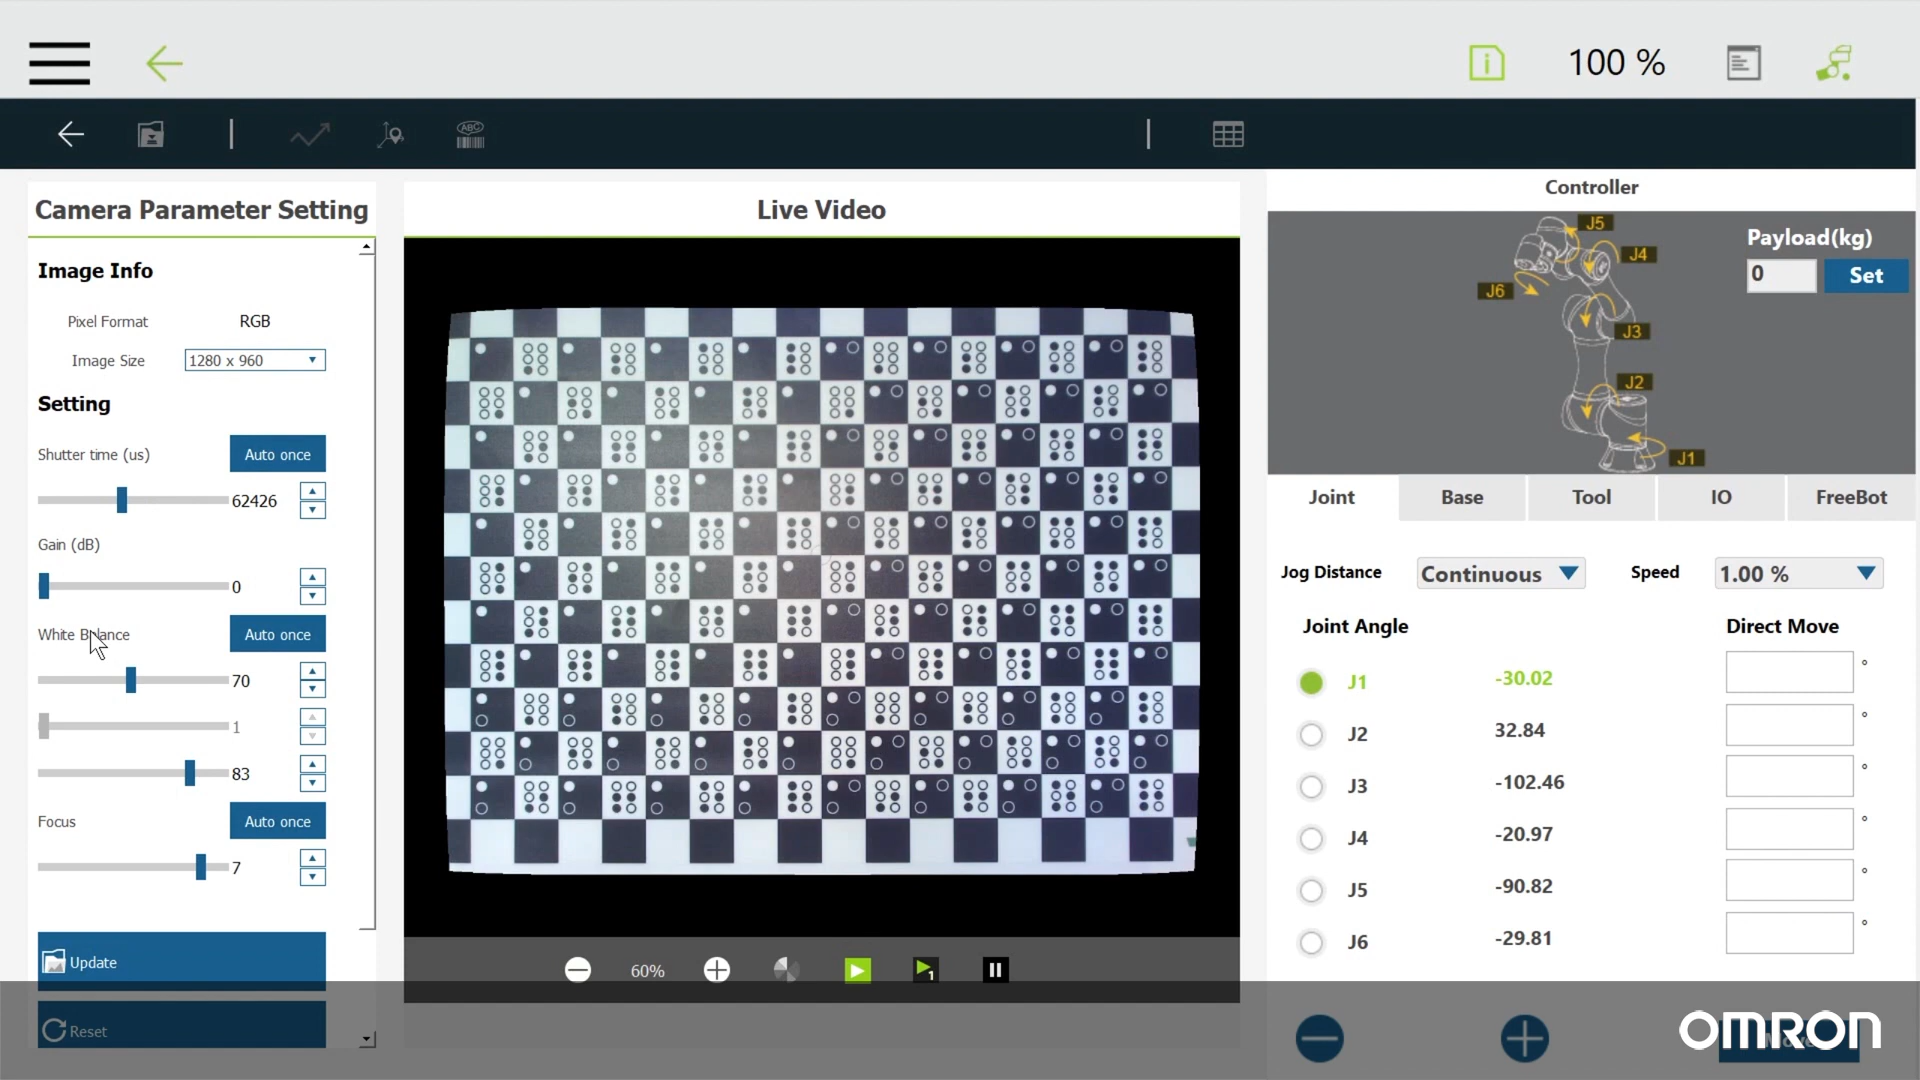 100 %
ABC
Camera Parameter Setting
Image Info
Pixel Format RGB
Image Size 1280 x 960
Setting
Shutter time (us) Auto once
62426
Gain (dB)
0
White Balance Auto once
70
1
83
Focus Auto once
7
Update
Reset
Live Video
60%
1
Controller
J5
J4
J6
J3
J2
J1
Payload(kg)
0 Set
Joint Base Tool IO FreeBot
Jog Distance Continuous Speed 1.00 %
Joint Angle Direct Move
J1 -30.02 °
J2 32.84 °
J3 -102.46 °
J4 -20.97 °
J5 -90.82 °
J6 -29.81 °
OMRON